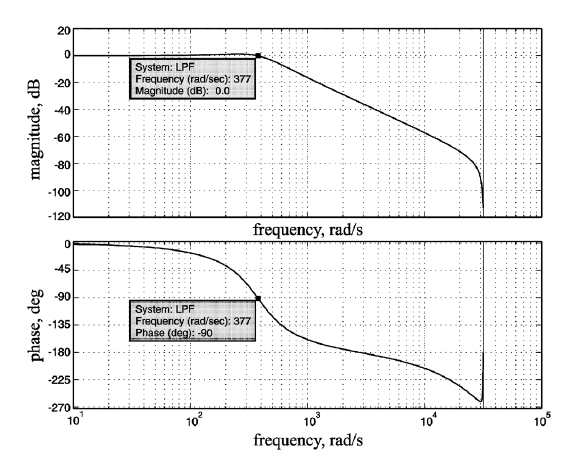 20
0
System: LPF
Frequency (rad/sec): 377
Magnitude (dB): 0.0
-20
-40
-60
-80
-100
-120
magnitude, dB
frequency, rad/s
0
-45
-90
System: LPF
Frequency (rad/sec): 377
Phase (deg): -90
-135
-180
-225
-270
phase, deg
10^1
10^2
10^3
10^4
10^5
frequency, rad/s